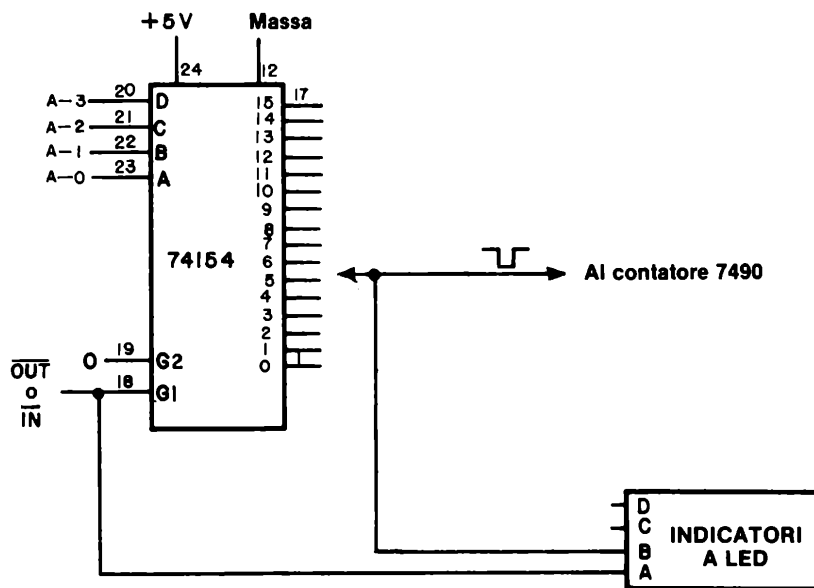 +5V Massa
24 12
A-3 20 D 15 17
A-2 21 C 14
A-1 22 B 13
A-0 23 A 12
11
10
9
8
74154 7
6
Al contatore 7490
5
4
3
2
0 19 G2 1
OUT 0
o 18 G1
IN
D
C
INDICATORI
B
A LED
A